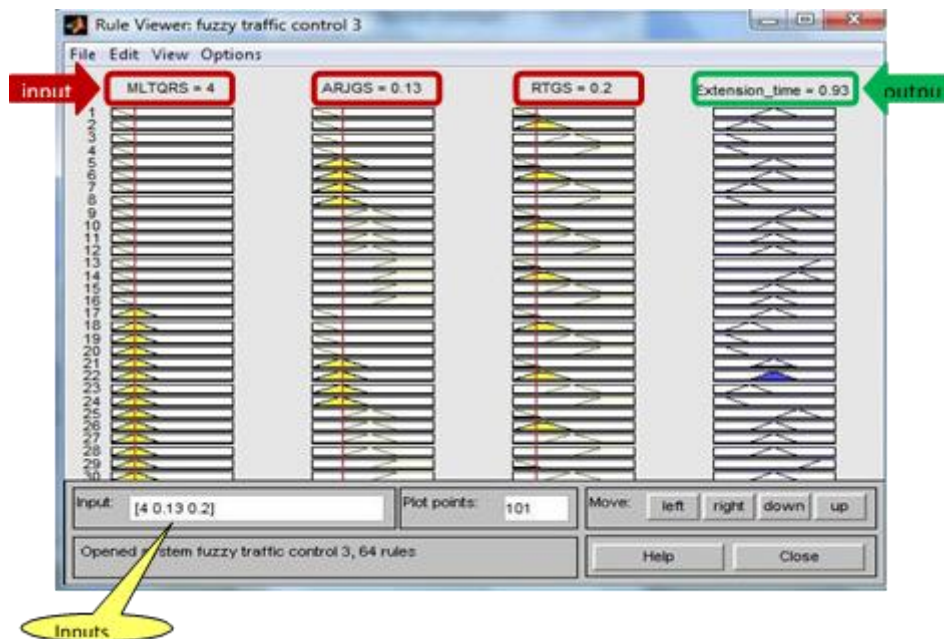 Rule Viewer: fuzzy traffic control 3
File Edit View Options
input
MLTQRS = 4
ARJGS = 0.13
RTGS = 0.2
Extension_time = 0.93
output
1
2
3
4
5
6
7
8
9
10
11
12
13
14
15
16
17
18
19
20
21
22
23
24
25
26
27
28
29
30
Input:
[4 0.13 0.2]
Plot points:
101
Move:
left
right
down
up
Opened system fuzzy traffic control 3, 64 rules
Help
Close
Inputs